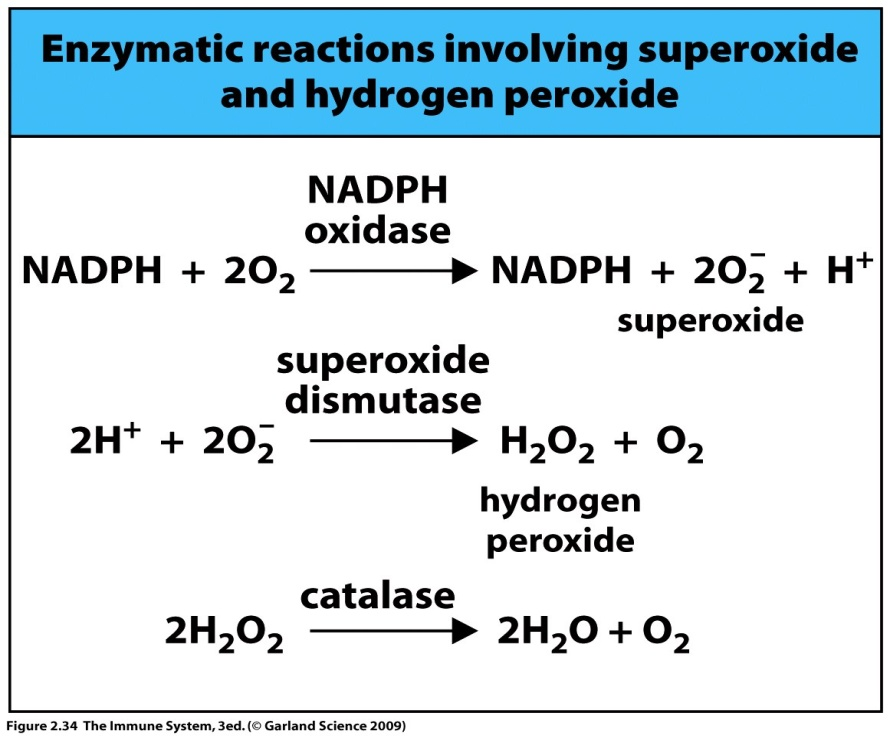 Enzymatic reactions involving superoxide
and hydrogen peroxide
NADPH
oxidase
NADPH + 2O₂ ⟶ NADPH + 2O₂⁻ + H⁺
superoxide
superoxide
dismutase
2H⁺ + 2O₂⁻ ⟶ H₂O₂ + O₂
hydrogen
peroxide
catalase
2H₂O₂ ⟶ 2H₂O + O₂
Figure 2.34 The Immune System, 3ed. (© Garland Science 2009)